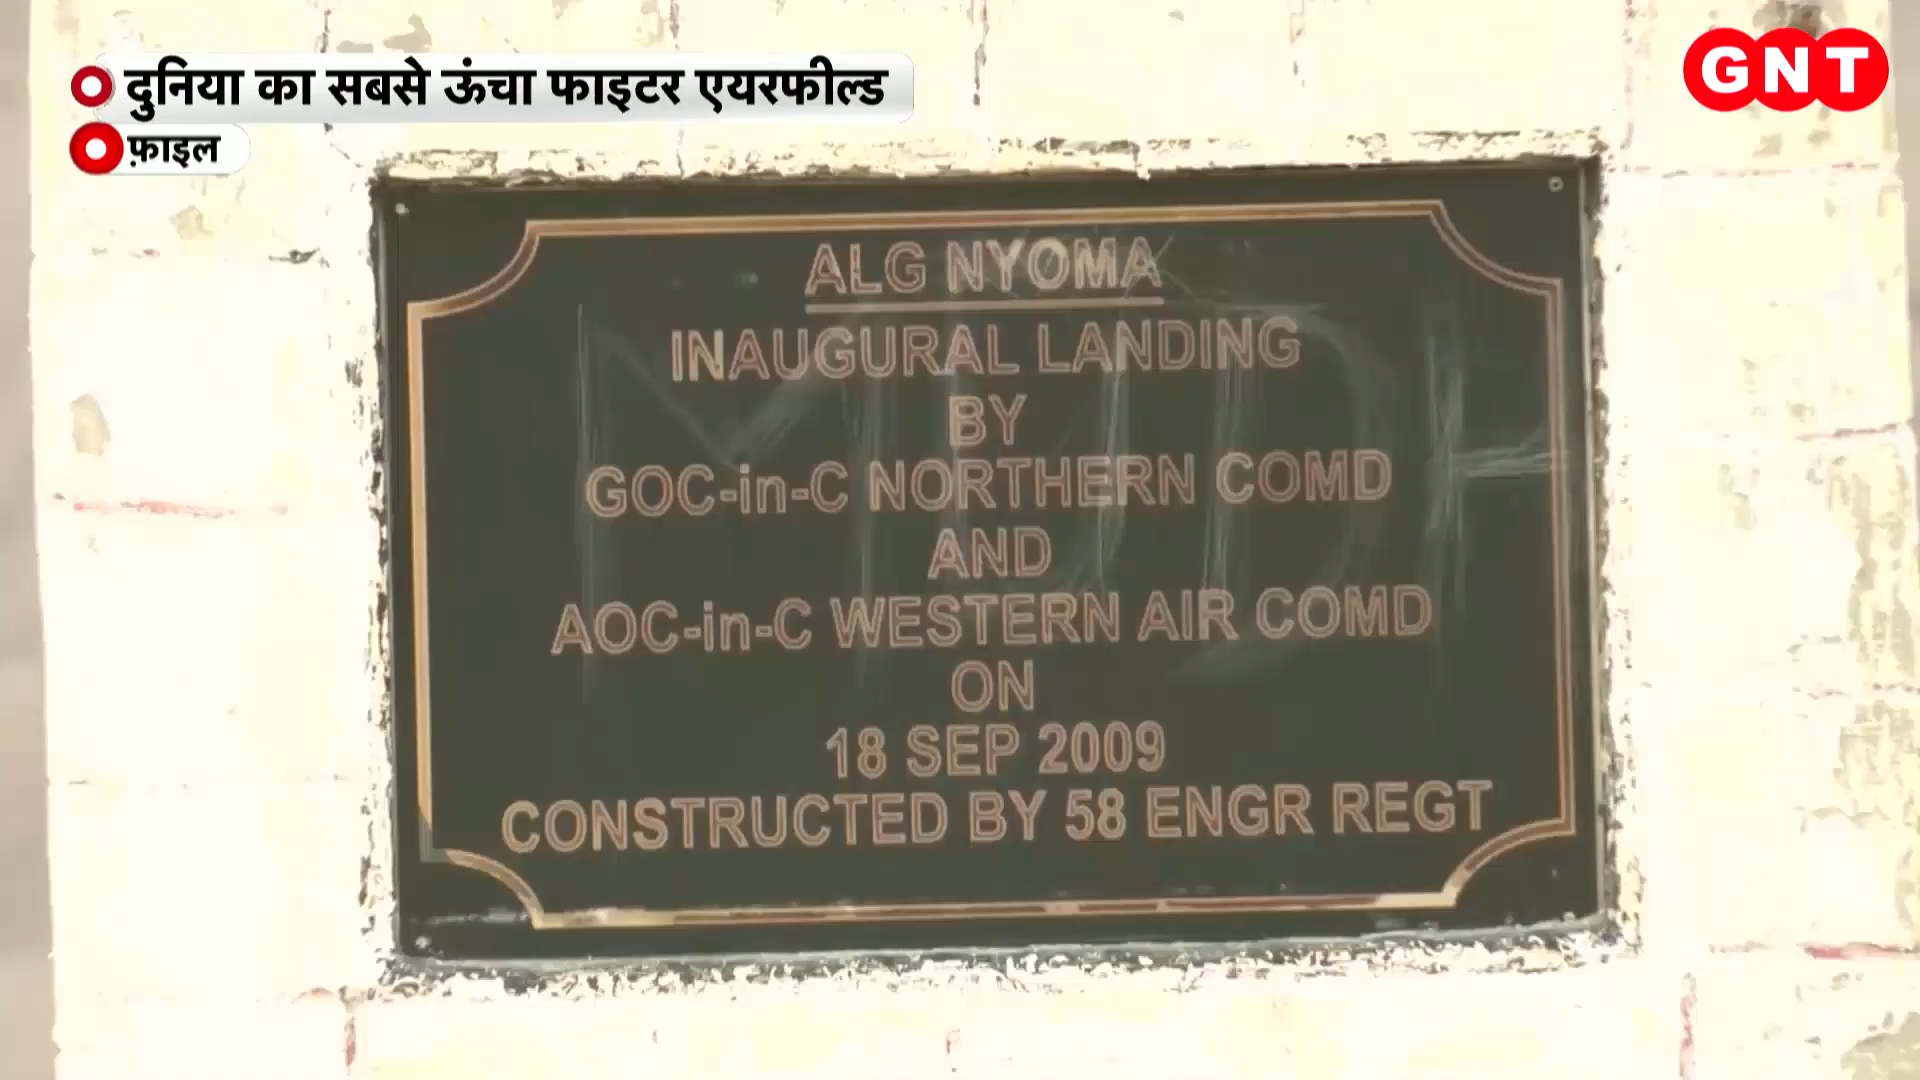 दुनिया का सबसे ऊंचा फाइटर एयरफील्ड
फ़ाइल
GNT
ALG NYOMA
INAUGURAL LANDING
BY
GOC-in-C NORTHERN COMD
AND
AOC-in-C WESTERN AIR COMD
ON
18 SEP 2009
CONSTRUCTED BY 58 ENGR REGT